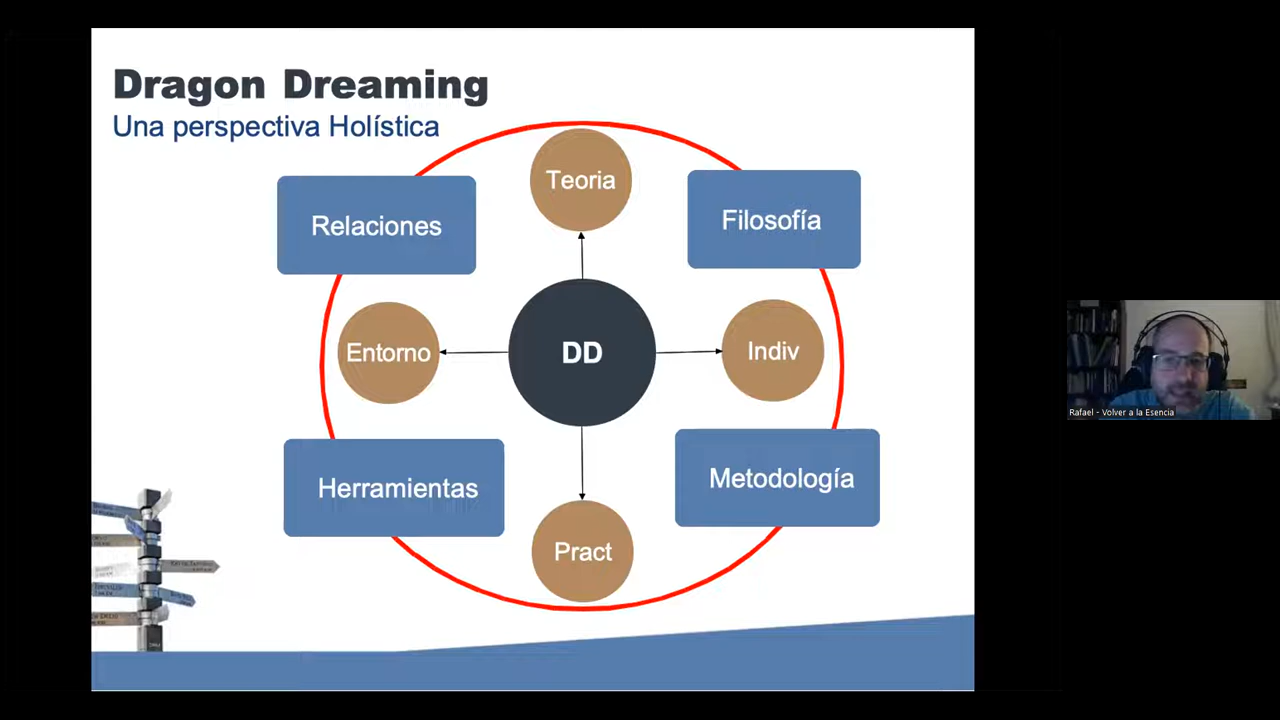 Dragon Dreaming
Una perspectiva Holística
Teoria
Relaciones
Filosofía
Entorno
DD
Indiv
Herramientas
Metodología
Pract
Rafael - Volver a la Esencia